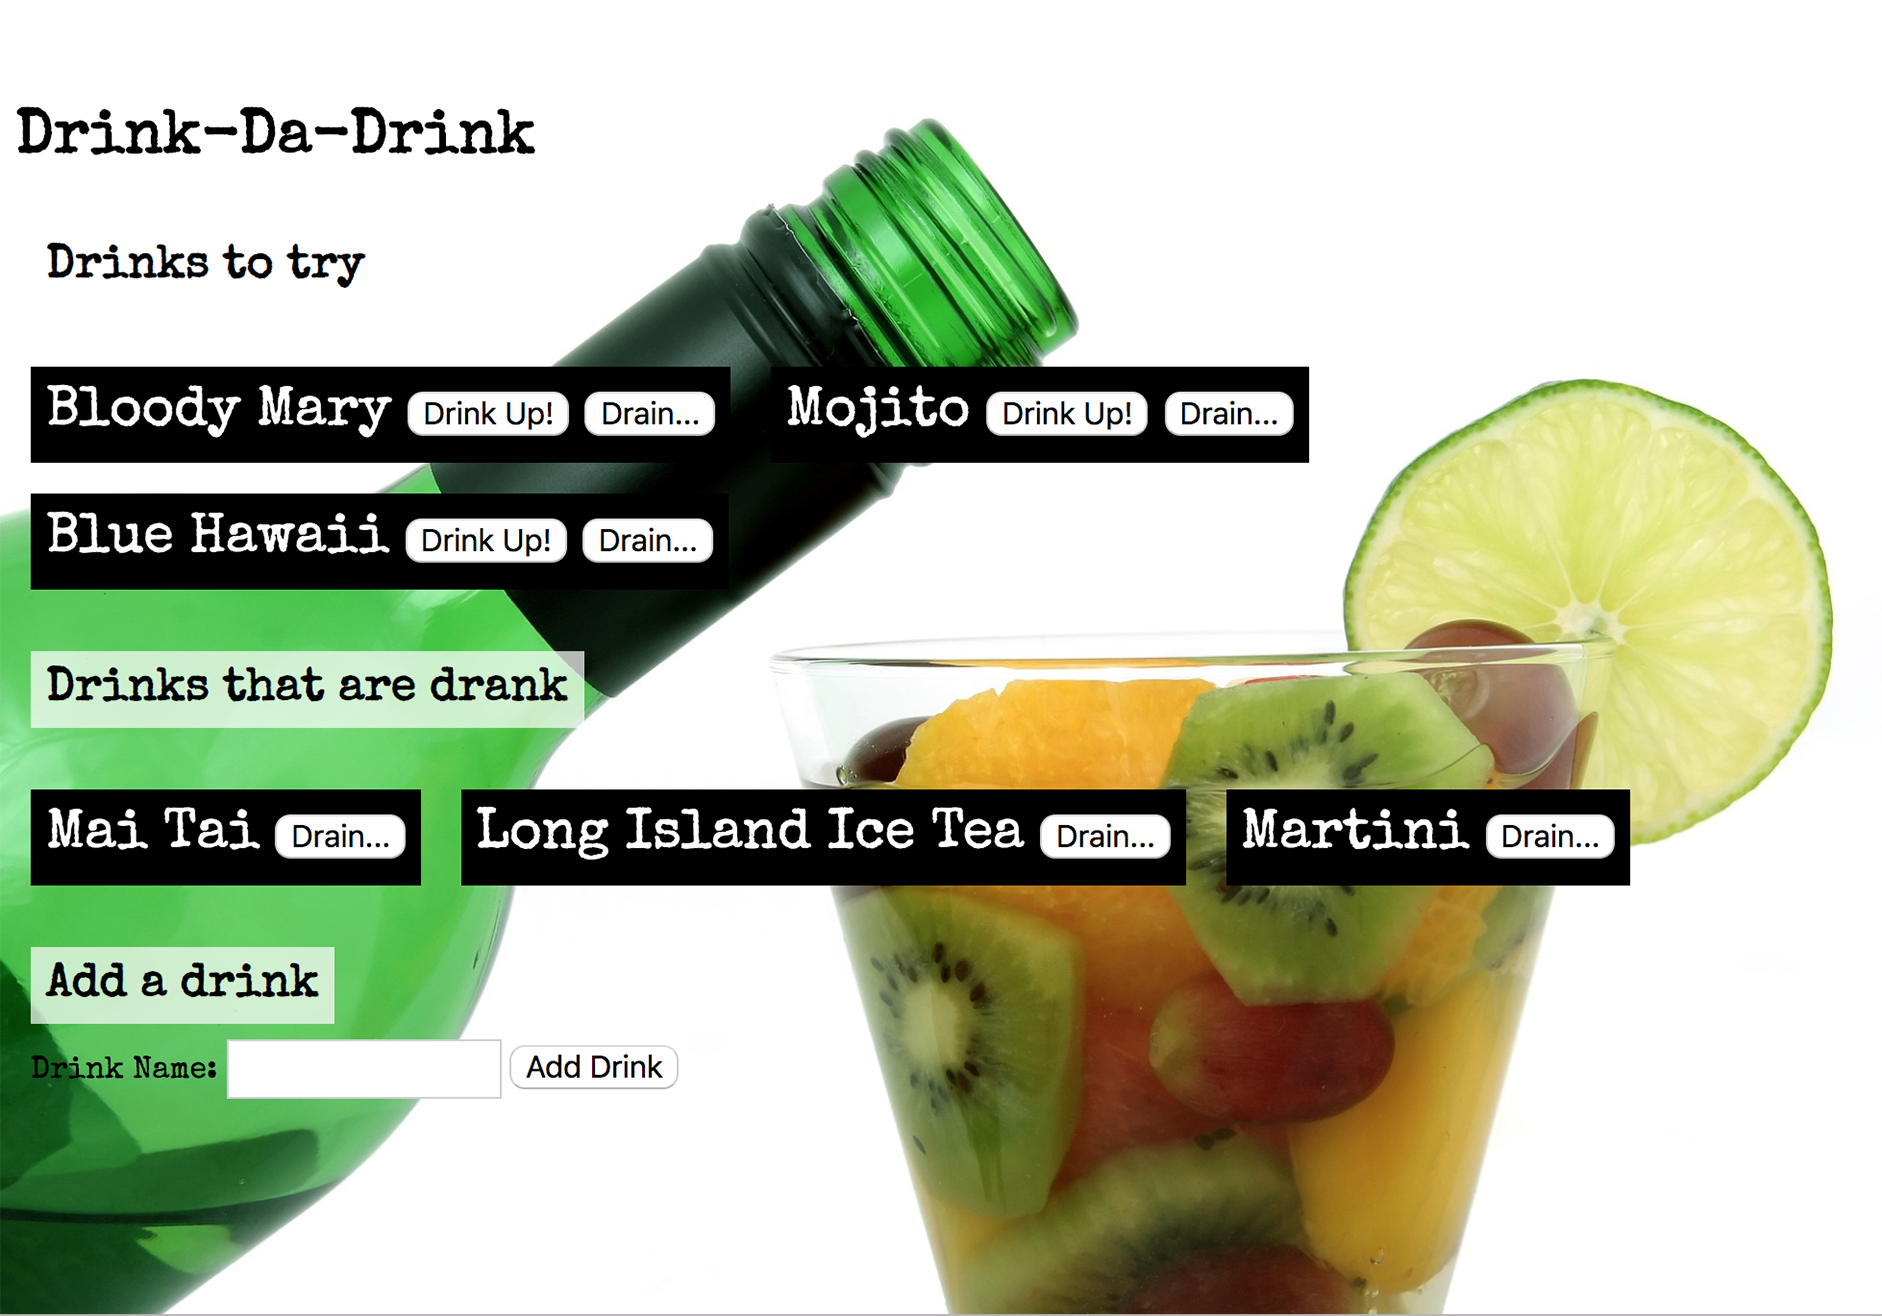 Drink-Da-Drink
Drinks to try
Bloody Mary Drink Up! Drain... Mojito Drink Up! Drain...
Blue Hawaii Drink Up! Drain...
Drinks that are drank
Mai Tai Drain... Long Island Ice Tea Drain... Martini Drain...
Add a drink
Drink Name: Add Drink